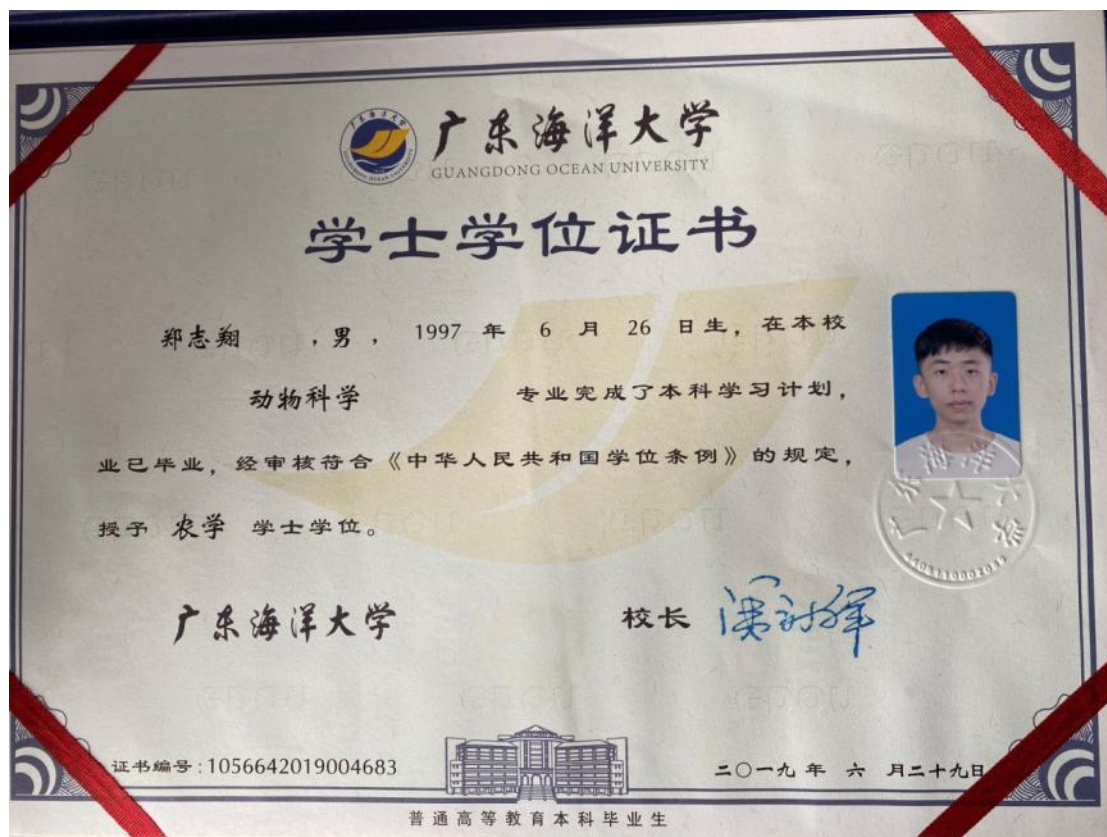 广东海洋大学
GUANGDONG OCEAN UNIVERSITY
学士学位证书
郑志翔 ，男， 1997 年 6 月 26 日生，在本校
动物科学 专业完成了本科学习计划，
业已毕业，经审核符合《中华人民共和国学位条例》的规定，
授予 农学 学士学位。
广东海洋大学 校长
证书编号：1056642019004683
二〇一九年 六 月二十九日
普通高等教育本科毕业生